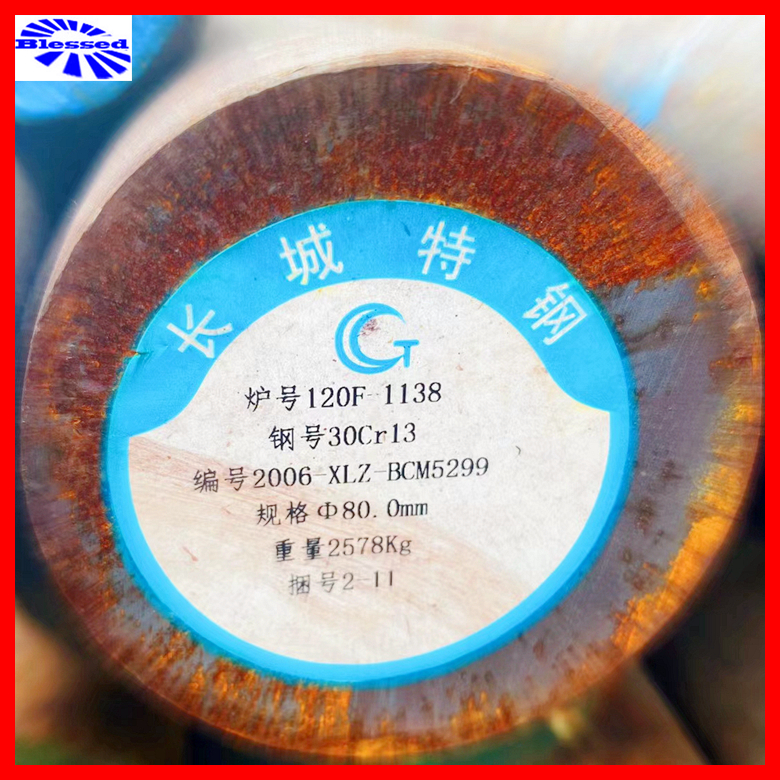 Blessed
长城特钢
炉号120F-1138
钢号30Cr13
编号2006-XLZ-BCM5299
规格Φ80.0mm
重量2578Kg
捆号2-11